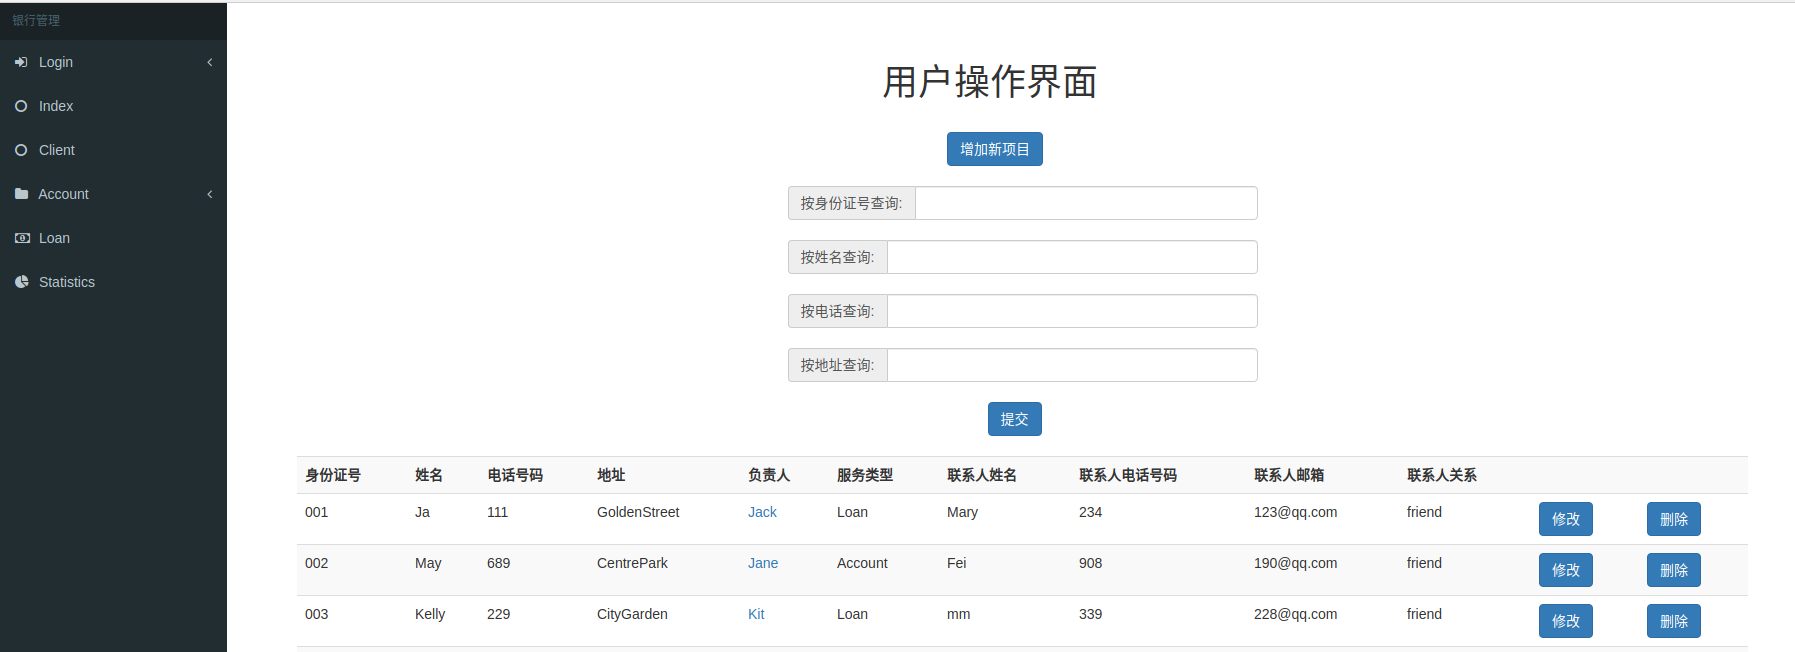 银行管理
Login
Index
Client
Account
Loan
Statistics
用户操作界面
增加新项目
按身份证号查询:
按姓名查询:
按电话查询:
按地址查询:
提交
身份证号 姓名 电话号码 地址 负责人 服务类型 联系人姓名 联系人电话号码 联系人邮箱 联系人关系
001 Ja 111 GoldenStreet Jack Loan Mary 234 123@qq.com friend 修改 删除
002 May 689 CentrePark Jane Account Fei 908 190@qq.com friend 修改 删除
003 Kelly 229 CityGarden Kit Loan mm 339 228@qq.com friend 修改 删除